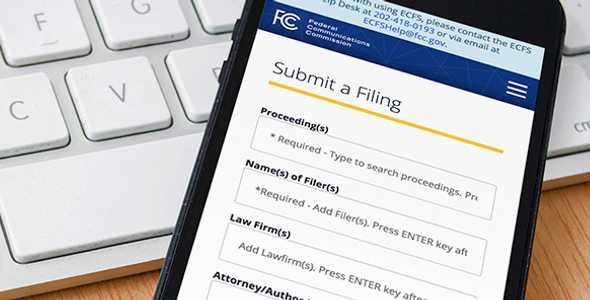 with using ECFS, please contact the ECFS
lp Desk at 202-418-0193 or via email at
ECFSHelp@fcc.gov.
FCC
Federal
Communications
Commission
Submit a Filing
Proceeding(s)
* Required - Type to search proceedings. Pre
Name(s) of Filer(s)
*Required - Add Filer(s). Press ENTER key aft
Law Firm(s)
Add Lawfirm(s). Press ENTER key after
Attorney/Author
F
G
C
V
cm